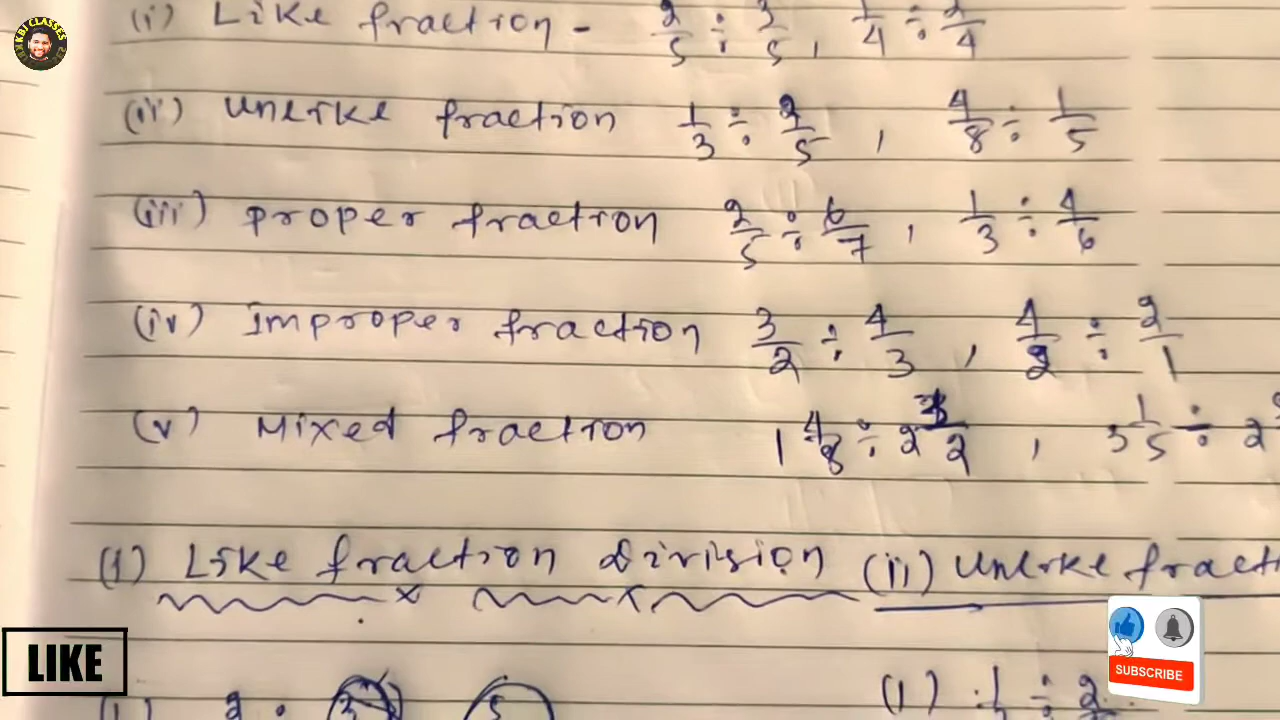 (i) Like fraction - 2/5 ÷ 3/5, 1/4 ÷ 2/4
(ii) unlike fraction 1/3 ÷ 2/5, 4/8 ÷ 1/5
(iii) proper fraction 2/5 ÷ 6/7, 1/3 ÷ 4/6
(iv) Improper fraction 3/2 ÷ 4/3, 4/2 ÷ 2/1
(v) Mixed fraction 1 4/8 ÷ 2 /2, 3 1/5 ÷ 2
(1) Like fraction division (ii) unlike fracti
LIKE
SUBSCRIBE
(1) 1/3 ÷ 2
KBI CLASSES